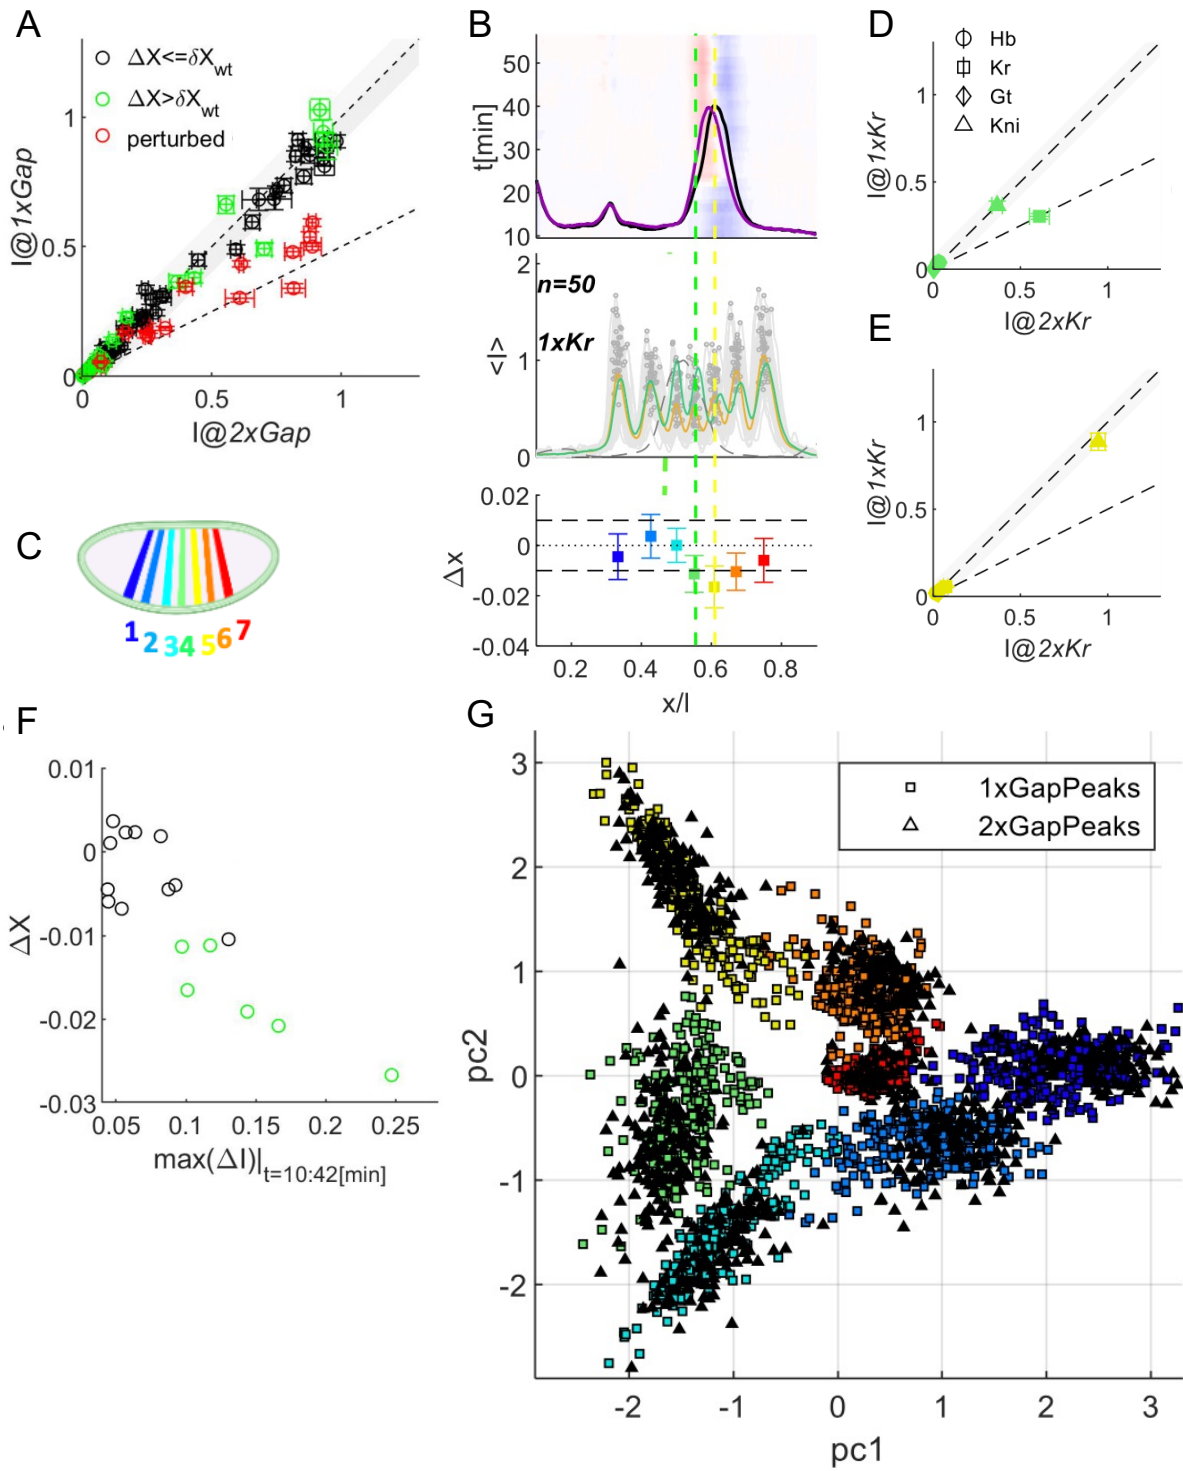 A
ΔX<=δX_wt
ΔX>δX_wt
perturbed
I@1xGap
1
0.5
0
0
0.5
1
I@2xGap
B
t[min]
50
40
30
20
10
2
n=50
1xKr
<I>
1
0
0.02
0
-0.02
-0.04
Δx
0.2
0.4
0.6
0.8
x/l
C
1
2
3
4
5
6
7
D
Hb
Kr
Gt
Kni
I@1xKr
1
0.5
0
0
0.5
1
I@2xKr
E
I@1xKr
1
0.5
0
0
0.5
1
I@2xKr
F
0.01
0
-0.01
-0.02
-0.03
ΔX
0.05
0.1
0.15
0.2
0.25
max(ΔI)|t=10:42[min]
G
1xGapPeaks
2xGapPeaks
pc2
3
2
1
0
-1
-2
-2
-1
0
1
2
3
pc1